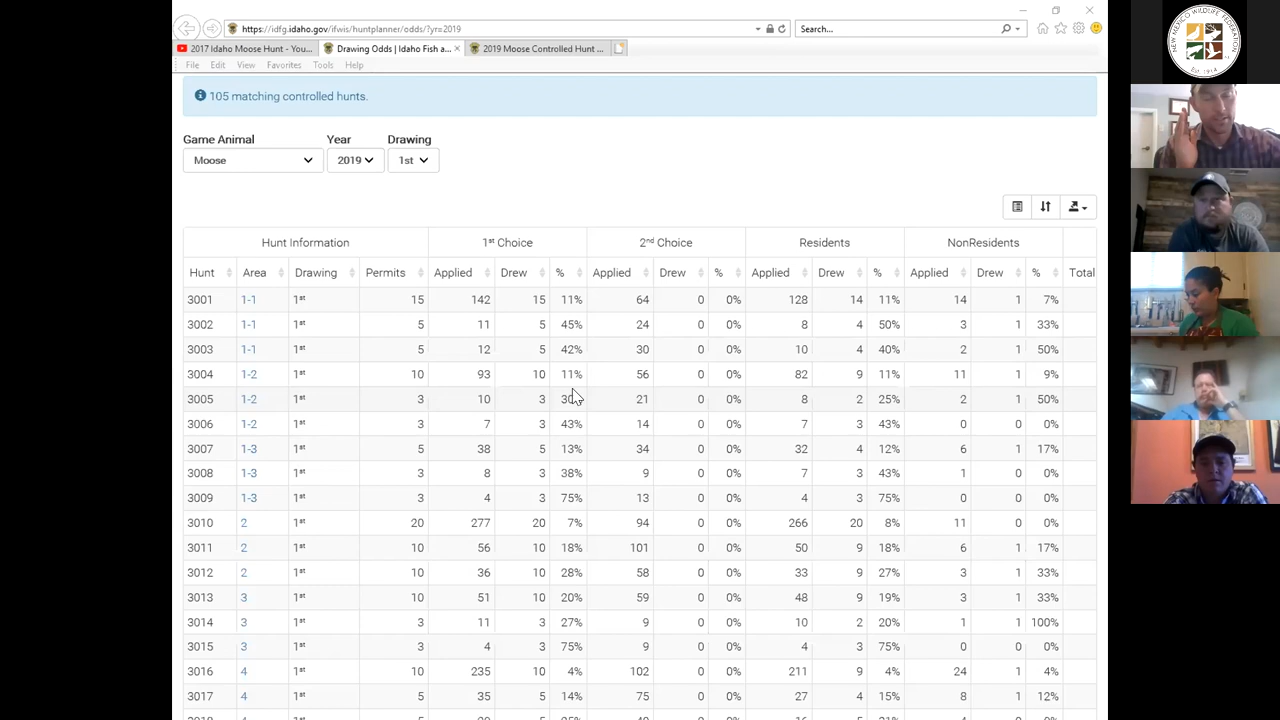 https://idfg.idaho.gov/ifwis/huntplanner/odds/?yr=2019 Search...
2017 Idaho Moose Hunt - You... Drawing Odds | Idaho Fish a... 2019 Moose Controlled Hunt ...
File Edit View Favorites Tools Help
105 matching controlled hunts.
Game Animal Year Drawing
Moose 2019 1st
Hunt Information 1st Choice 2nd Choice Residents NonResidents
Hunt Area Drawing Permits Applied Drew % Applied Drew % Applied Drew % Applied Drew % Total
3001 1-1 1st 15 142 15 11% 64 0 0% 128 14 11% 14 1 7%
3002 1-1 1st 5 11 5 45% 24 0 0% 8 4 50% 3 1 33%
3003 1-1 1st 5 12 5 42% 30 0 0% 10 4 40% 2 1 50%
3004 1-2 1st 10 93 10 11% 56 0 0% 82 9 11% 11 1 9%
3005 1-2 1st 3 10 3 21 0 0% 8 2 25% 2 1 50%
3006 1-2 1st 3 7 3 43% 14 0 0% 7 3 43% 0 0 0%
3007 1-3 1st 5 38 5 13% 34 0 0% 32 4 12% 6 1 17%
3008 1-3 1st 3 8 3 38% 9 0 0% 7 3 43% 1 0 0%
3009 1-3 1st 3 4 3 75% 13 0 0% 4 3 75% 0 0 0%
3010 2 1st 20 277 20 7% 94 0 0% 266 20 8% 11 0 0%
3011 2 1st 10 56 10 18% 101 0 0% 50 9 18% 6 1 17%
3012 2 1st 10 36 10 28% 58 0 0% 33 9 27% 3 1 33%
3013 3 1st 10 51 10 20% 59 0 0% 48 9 19% 3 1 33%
3014 3 1st 3 11 3 27% 9 0 0% 10 2 20% 1 1 100%
3015 3 1st 3 4 3 75% 9 0 0% 4 3 75% 0 0 0%
3016 4 1st 10 235 10 4% 102 0 0% 211 9 4% 24 1 4%
3017 4 1st 5 35 5 14% 75 0 0% 27 4 15% 8 1 12%
NEW MEXICO WILDLIFE FEDERATION
EST. 1914